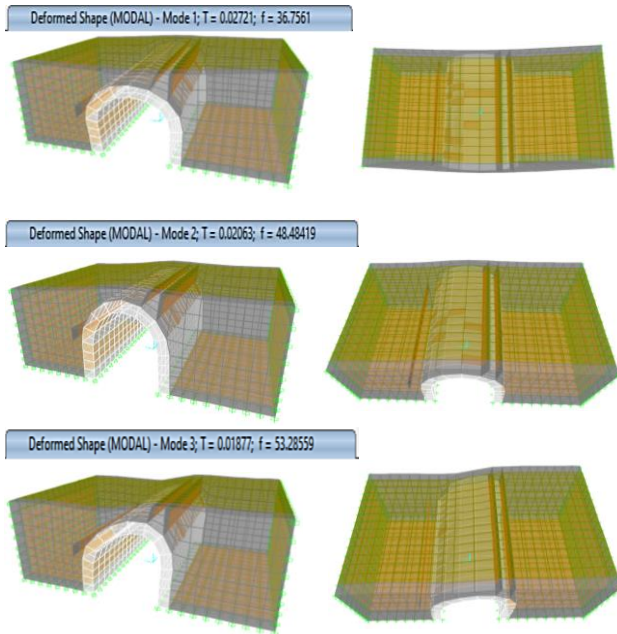 Deformed Shape (MODAL) - Mode 1; T = 0.02721; f = 36.7561
Deformed Shape (MODAL) - Mode 2; T = 0.02063; f = 48.48419
Deformed Shape (MODAL) - Mode 3; T = 0.01877; f = 53.28559